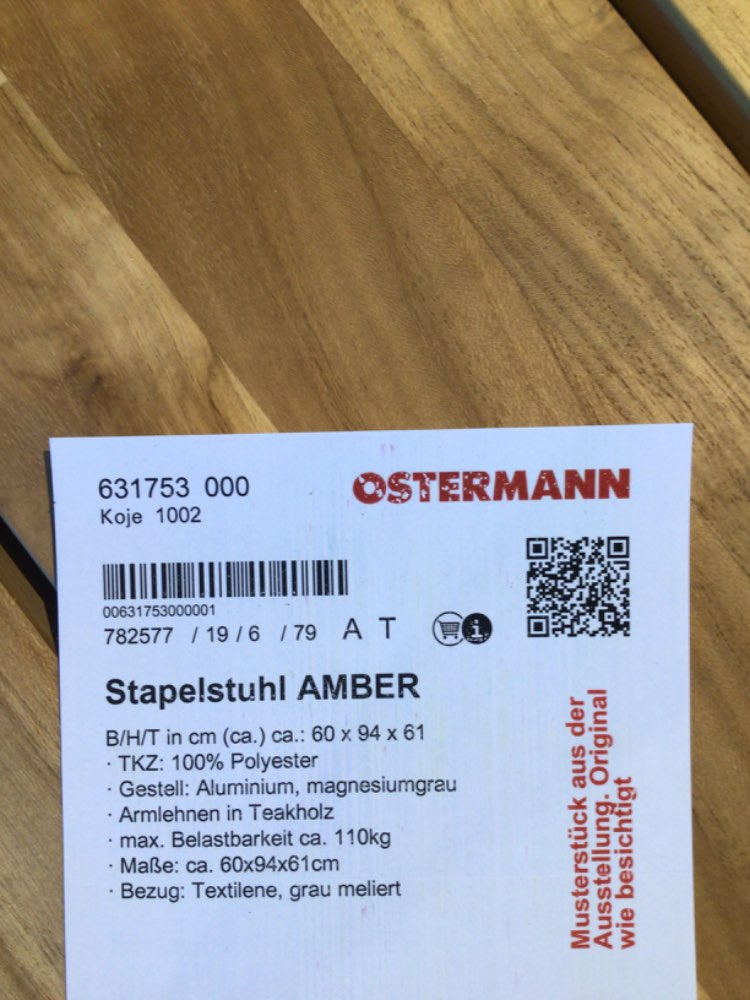 631753 000
OSTERMANN
Koje 1002
00631753000001
782577 / 19 / 6 / 79 A T
Stapelstuhl AMBER
B/H/T in cm (ca.) ca.: 60 x 94 x 61
· TKZ: 100% Polyester
· Gestell: Aluminium, magnesiumgrau
· Armlehnen in Teakholz
· max. Belastbarkeit ca. 110kg
· Maße: ca. 60x94x61cm
· Bezug: Textilene, grau meliert
Musterstück aus der
Ausstellung. Original
wie besichtigt